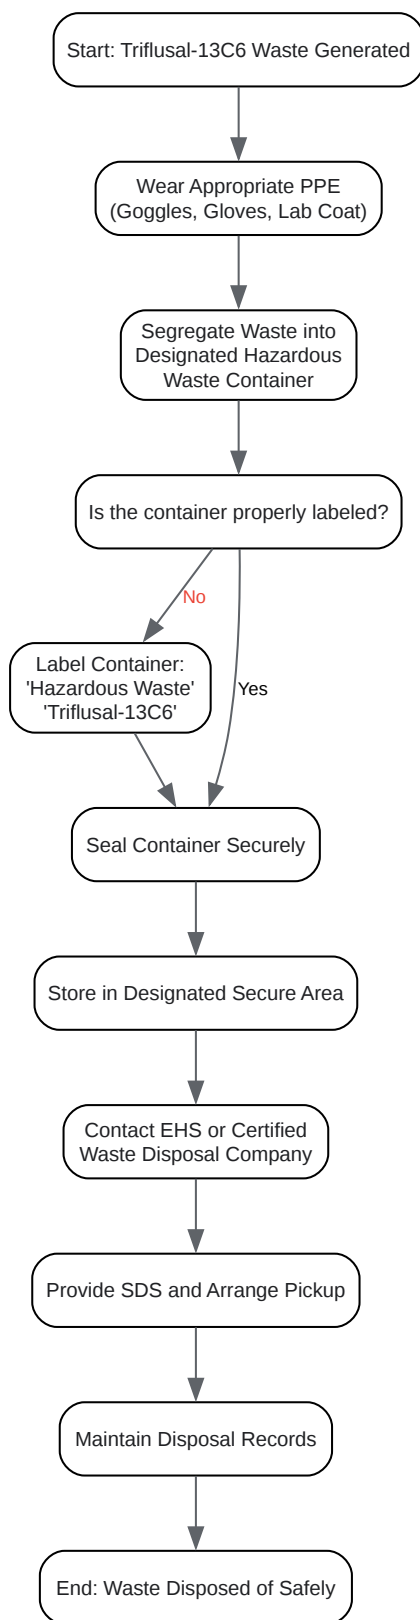 Start: Triflusal-13C6 Waste Generated
Wear Appropriate PPE
(Goggles, Gloves, Lab Coat)
Segregate Waste into
Designated Hazardous
Waste Container
Is the container properly labeled?
No
Label Container:
'Hazardous Waste'
'Triflusal-13C6'
Yes
Seal Container Securely
Store in Designated Secure Area
Contact EHS or Certified
Waste Disposal Company
Provide SDS and Arrange Pickup
Maintain Disposal Records
End: Waste Disposed of Safely